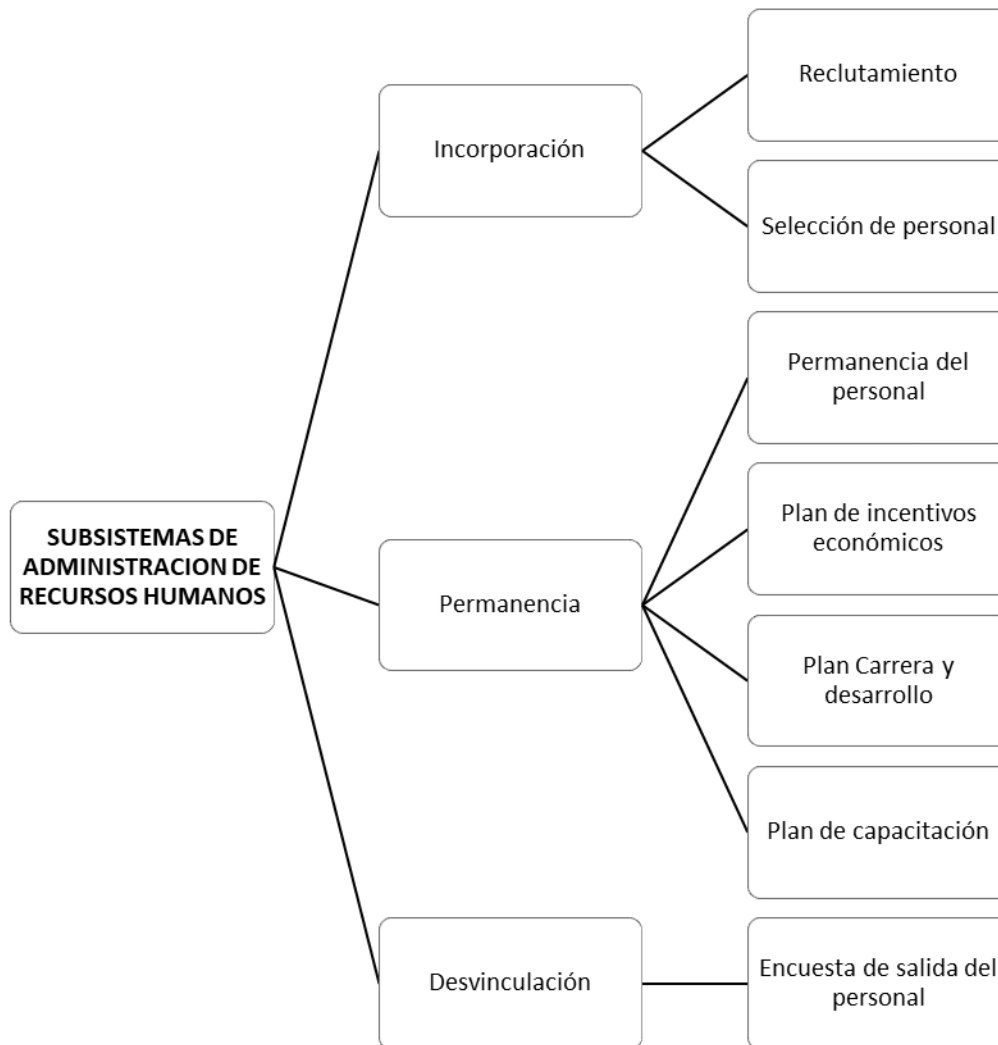 SUBSISTEMAS DE
ADMINISTRACION DE
RECURSOS HUMANOS
Incorporación
Reclutamiento
Selección de personal
Permanencia
Permanencia del
personal
Plan de incentivos
económicos
Plan Carrera y
desarrollo
Plan de capacitación
Desvinculación
Encuesta de salida del
personal